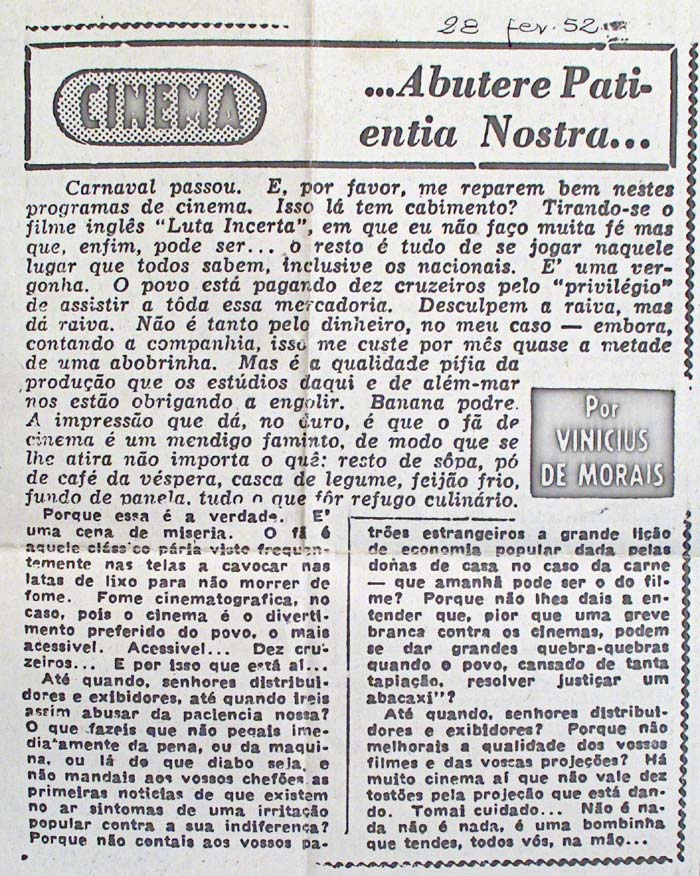 28 fev. 52
CINEMA
...Abutere Pati-
entia Nostra...
Carnaval passou. E, por favor, me reparem bem nestes
programas de cinema. Isso lá tem cabimento? Tirando-se o
filme inglês "Luta Incerta", em que eu não faço muita fé mas
que, enfim, pode ser... o resto é tudo de se jogar naquele
lugar que todos sabem, inclusive os nacionais. E' uma ver-
gonha. O povo está pagando dez cruzeiros pelo "privilégio"
de assistir a tôda essa mercadoria. Desculpem a raiva, mas
dá raiva. Não é tanto pelo dinheiro, no meu caso — embora,
contando a companhia, isso me custe por mês quase a metade
de uma abobrinha. Mas é a qualidade pífia da
produção que os estúdios daqui e de além-mar
nos estão obrigando a engolir. Banana podre.
A impressão que dá, no duro, é que o fã de
cinema é um mendigo faminto, de modo que se
lhe atira não importa o quê: resto de sôpa, pó
de café da véspera, casca de legume, feijão frio,
fundo de panela, tudo o que fôr refugo culinário.
Por
VINICIUS
DE MORAIS
Porque essa é a verdade. E'
uma cena de miseria. O fã é
aquele clássico pária visto frequen-
temente nas telas a cavocar nas
latas de lixo para não morrer de
fome. Fome cinematografica, no
caso, pois o cinema é o diverti-
mento preferido do povo, o mais
acessivel. Acessivel... Dez cru-
zeiros... E por isso que está aí...
Até quando, senhores distribui-
dores e exibidores, até quando ireis
assim abusar da paciencia nossa?
O que fazeis que não pegais ime-
diatamente da pena, ou da maqui-
na, ou lá do que diabo seja, e
não mandais aos vossos chefões as
primeiras noticias de que existem
no ar sintomas de uma irritação
popular contra a sua indiferença?
Porque não contais aos vossos pa-
trões estrangeiros a grande lição
de economia popular dada pelas
donas de casa no caso da carne
— que amanhã pode ser o do fil-
me? Porque não lhes dais a en-
tender que, pior que uma greve
branca contra os cinemas, podem
se dar grandes quebra-quebras
quando o povo, cansado de tanta
tapiação, resolver justiçar um
abacaxi"?
Até quando, senhores distribui-
dores e exibidores? Porque não
melhorais a qualidade dos vossos
filmes e das voscas projeções? Há
muito cinema aí que não vale dez
tostões pela projeção que está dan-
do. Tomai cuidado... Não é na-
da não é nada, é uma bombinha
que tendes, todos vós, na mão...